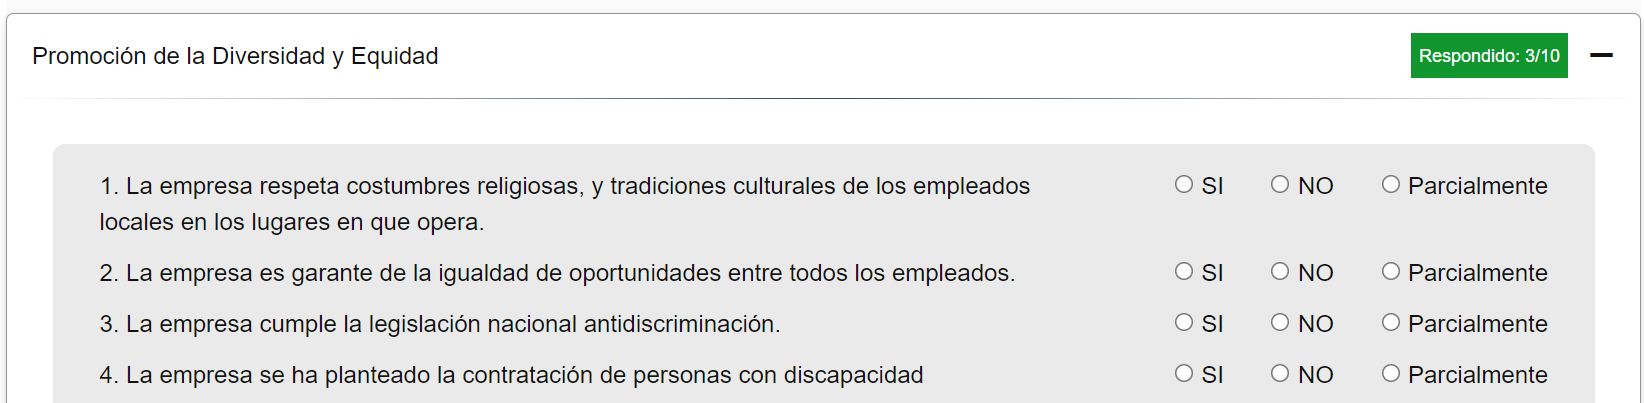 Promoción de la Diversidad y Equidad
Respondido: 3/10
1. La empresa respeta costumbres religiosas, y tradiciones culturales de los empleados
locales en los lugares en que opera.
SI NO Parcialmente
2. La empresa es garante de la igualdad de oportunidades entre todos los empleados.
SI NO Parcialmente
3. La empresa cumple la legislación nacional antidiscriminación.
SI NO Parcialmente
4. La empresa se ha planteado la contratación de personas con discapacidad
SI NO Parcialmente